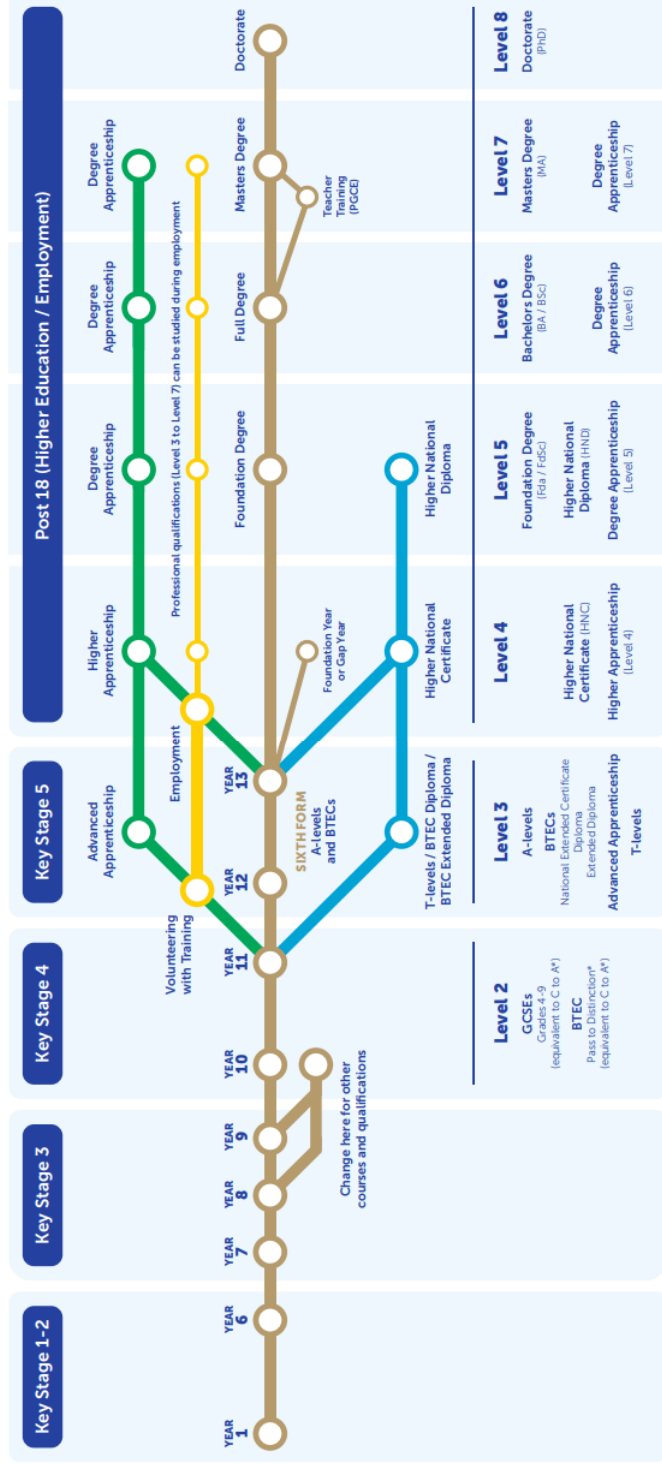 Key Stage 1-2
Key Stage 3
Key Stage 4
Key Stage 5
Post 18 (Higher Education / Employment)
Advanced
Apprenticeship
Higher
Apprenticeship
Degree
Apprenticeship
Degree
Apprenticeship
Degree
Apprenticeship
Volunteering
with Training
Employment
Professional qualifications (Level 3 to Level 7) can be studied during employment
YEAR
1
YEAR
6
YEAR
7
YEAR
8
YEAR
9
YEAR
10
YEAR
11
YEAR
12
YEAR
13
Foundation Degree
Full Degree
Masters Degree
Doctorate
SIXTH FORM
A-levels
and BTECs
Foundation Year
or Gap Year
Teacher
Training
(PGCE)
Change here for other
courses and qualifications
T-levels / BTEC Diploma /
BTEC Extended Diploma
Higher National
Certificate
Higher National
Diploma
Level 2
GCSEs
Grades 4-9
(equivalent to C to A*)
BTEC
Pass to Distinction*
(equivalent to C to A*)
Level 3
A-levels
BTECs
National Extended Certificate
Diploma
Extended Diploma
Advanced Apprenticeship
T-levels
Level 4
Higher National
Certificate (HNC)
Higher Apprenticeship
(Level 4)
Level 5
Foundation Degree
(Fda / FdSc)
Higher National
Diploma (HND)
Degree Apprenticeship
(Level 5)
Level 6
Bachelors Degree
(BA / BSc)
Degree
Apprenticeship
(Level 6)
Level 7
Masters Degree
(MA)
Degree
Apprenticeship
(Level 7)
Level 8
Doctorate
(PhD)